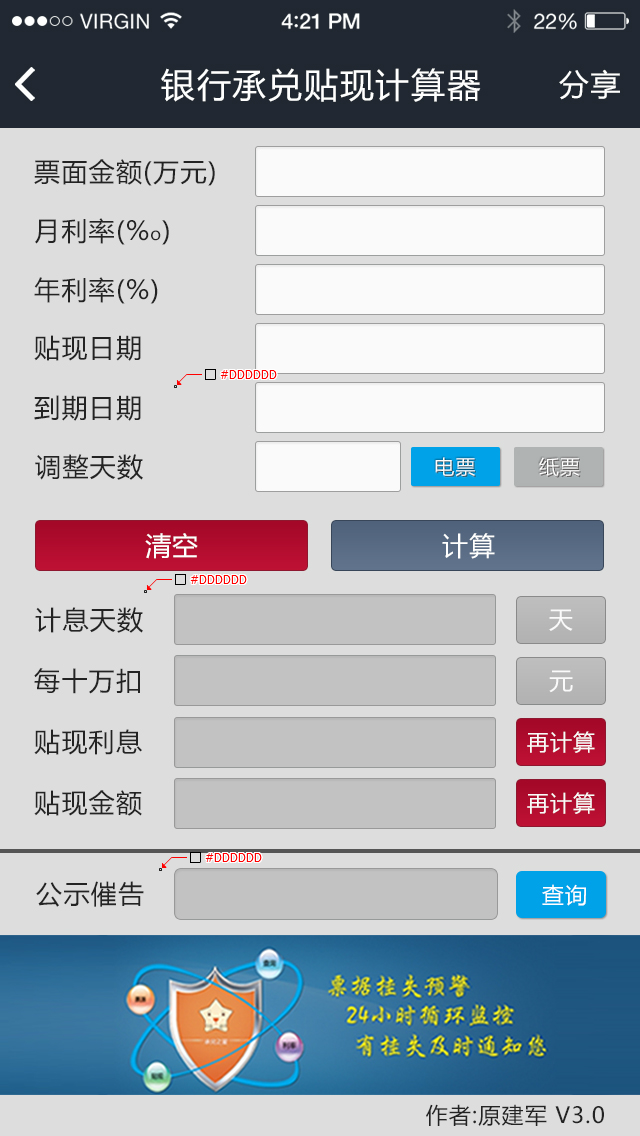 VIRGIN 4:21 PM 22%
银行承兑贴现计算器 分享
票面金额(万元)
月利率(‰)
年利率(%)
贴现日期
#DDDDDD
到期日期
调整天数 电票 纸票
清空 计算
#DDDDDD
计息天数 天
每十万扣 元
贴现利息 再计算
贴现金额 再计算
#DDDDDD
公示催告 查询
票据挂失预警
24小时循环监控
有挂失及时通知您
作者:原建军 V3.0